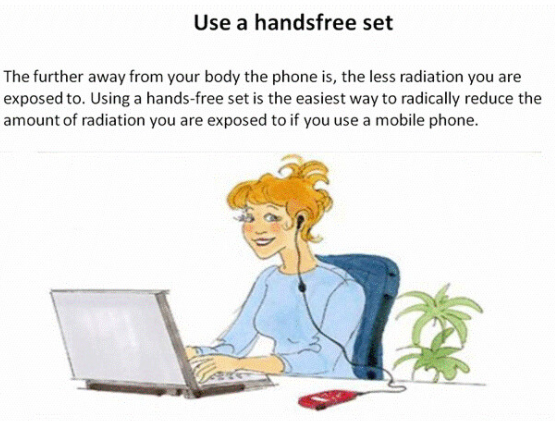 Use a handsfree set
The further away from your body the phone is, the less radiation you are
exposed to. Using a hands-free set is the easiest way to radically reduce the
amount of radiation you are exposed to if you use a mobile phone.